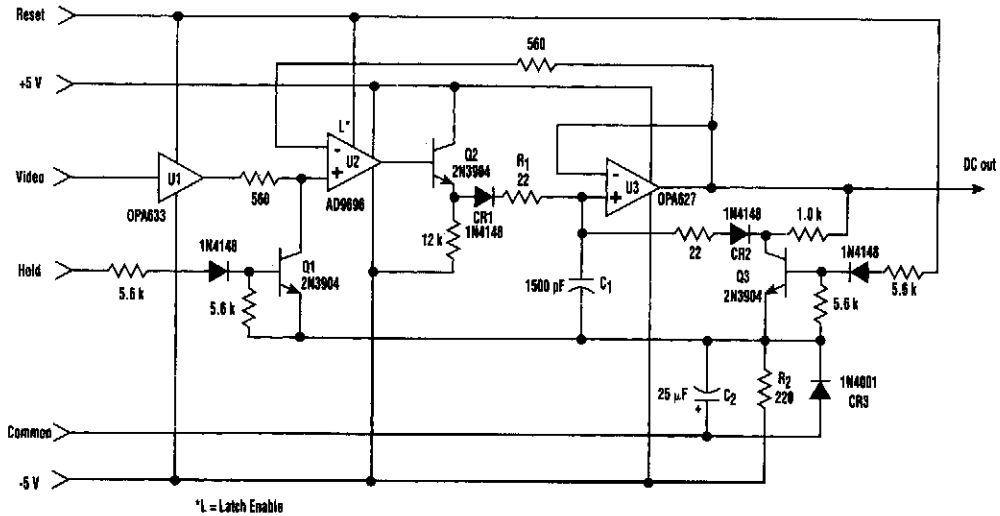 Reset
560
+5 V
L*
-
+
U2
AD9696
Q2
2N3904
R1
22
-
+
U3
OPA627
DC out
Video
U1
OPA633
560
CR1
1N4148
12 k
22
1N4148
CR2
1.0 k
1N4148
5.6 k
Hold
5.6 k
1N4148
Q1
2N3904
5.6 k
1500 pF
C1
Q3
2N3904
5.6 k
25 μF
+
C2
R2
220
1N4001
CR3
Common
-5 V
*L = Latch Enable